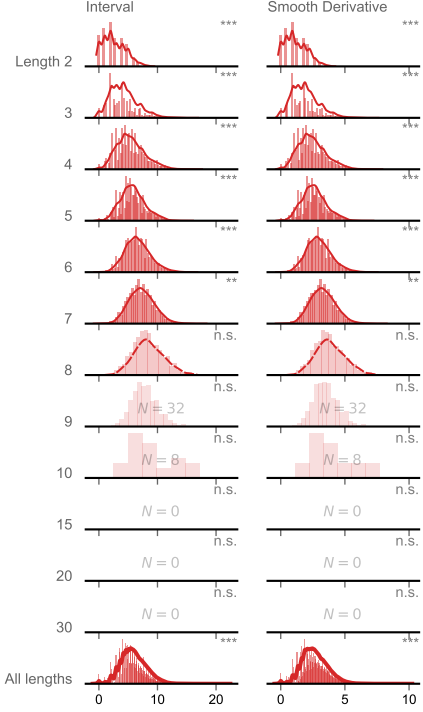 Interval Smooth Derivative
*** ***
Length 2
*** ***
3
*** ***
4
*** ***
5
*** ***
6
** **
7
n.s. n.s.
8
n.s. n.s.
N = 32 N = 32
9
n.s. n.s.
N = 8 N = 8
10
n.s. n.s.
N = 0 N = 0
15
n.s. n.s.
N = 0 N = 0
20
n.s. n.s.
N = 0 N = 0
30
*** ***
All lengths
0 10 20 0 5 10